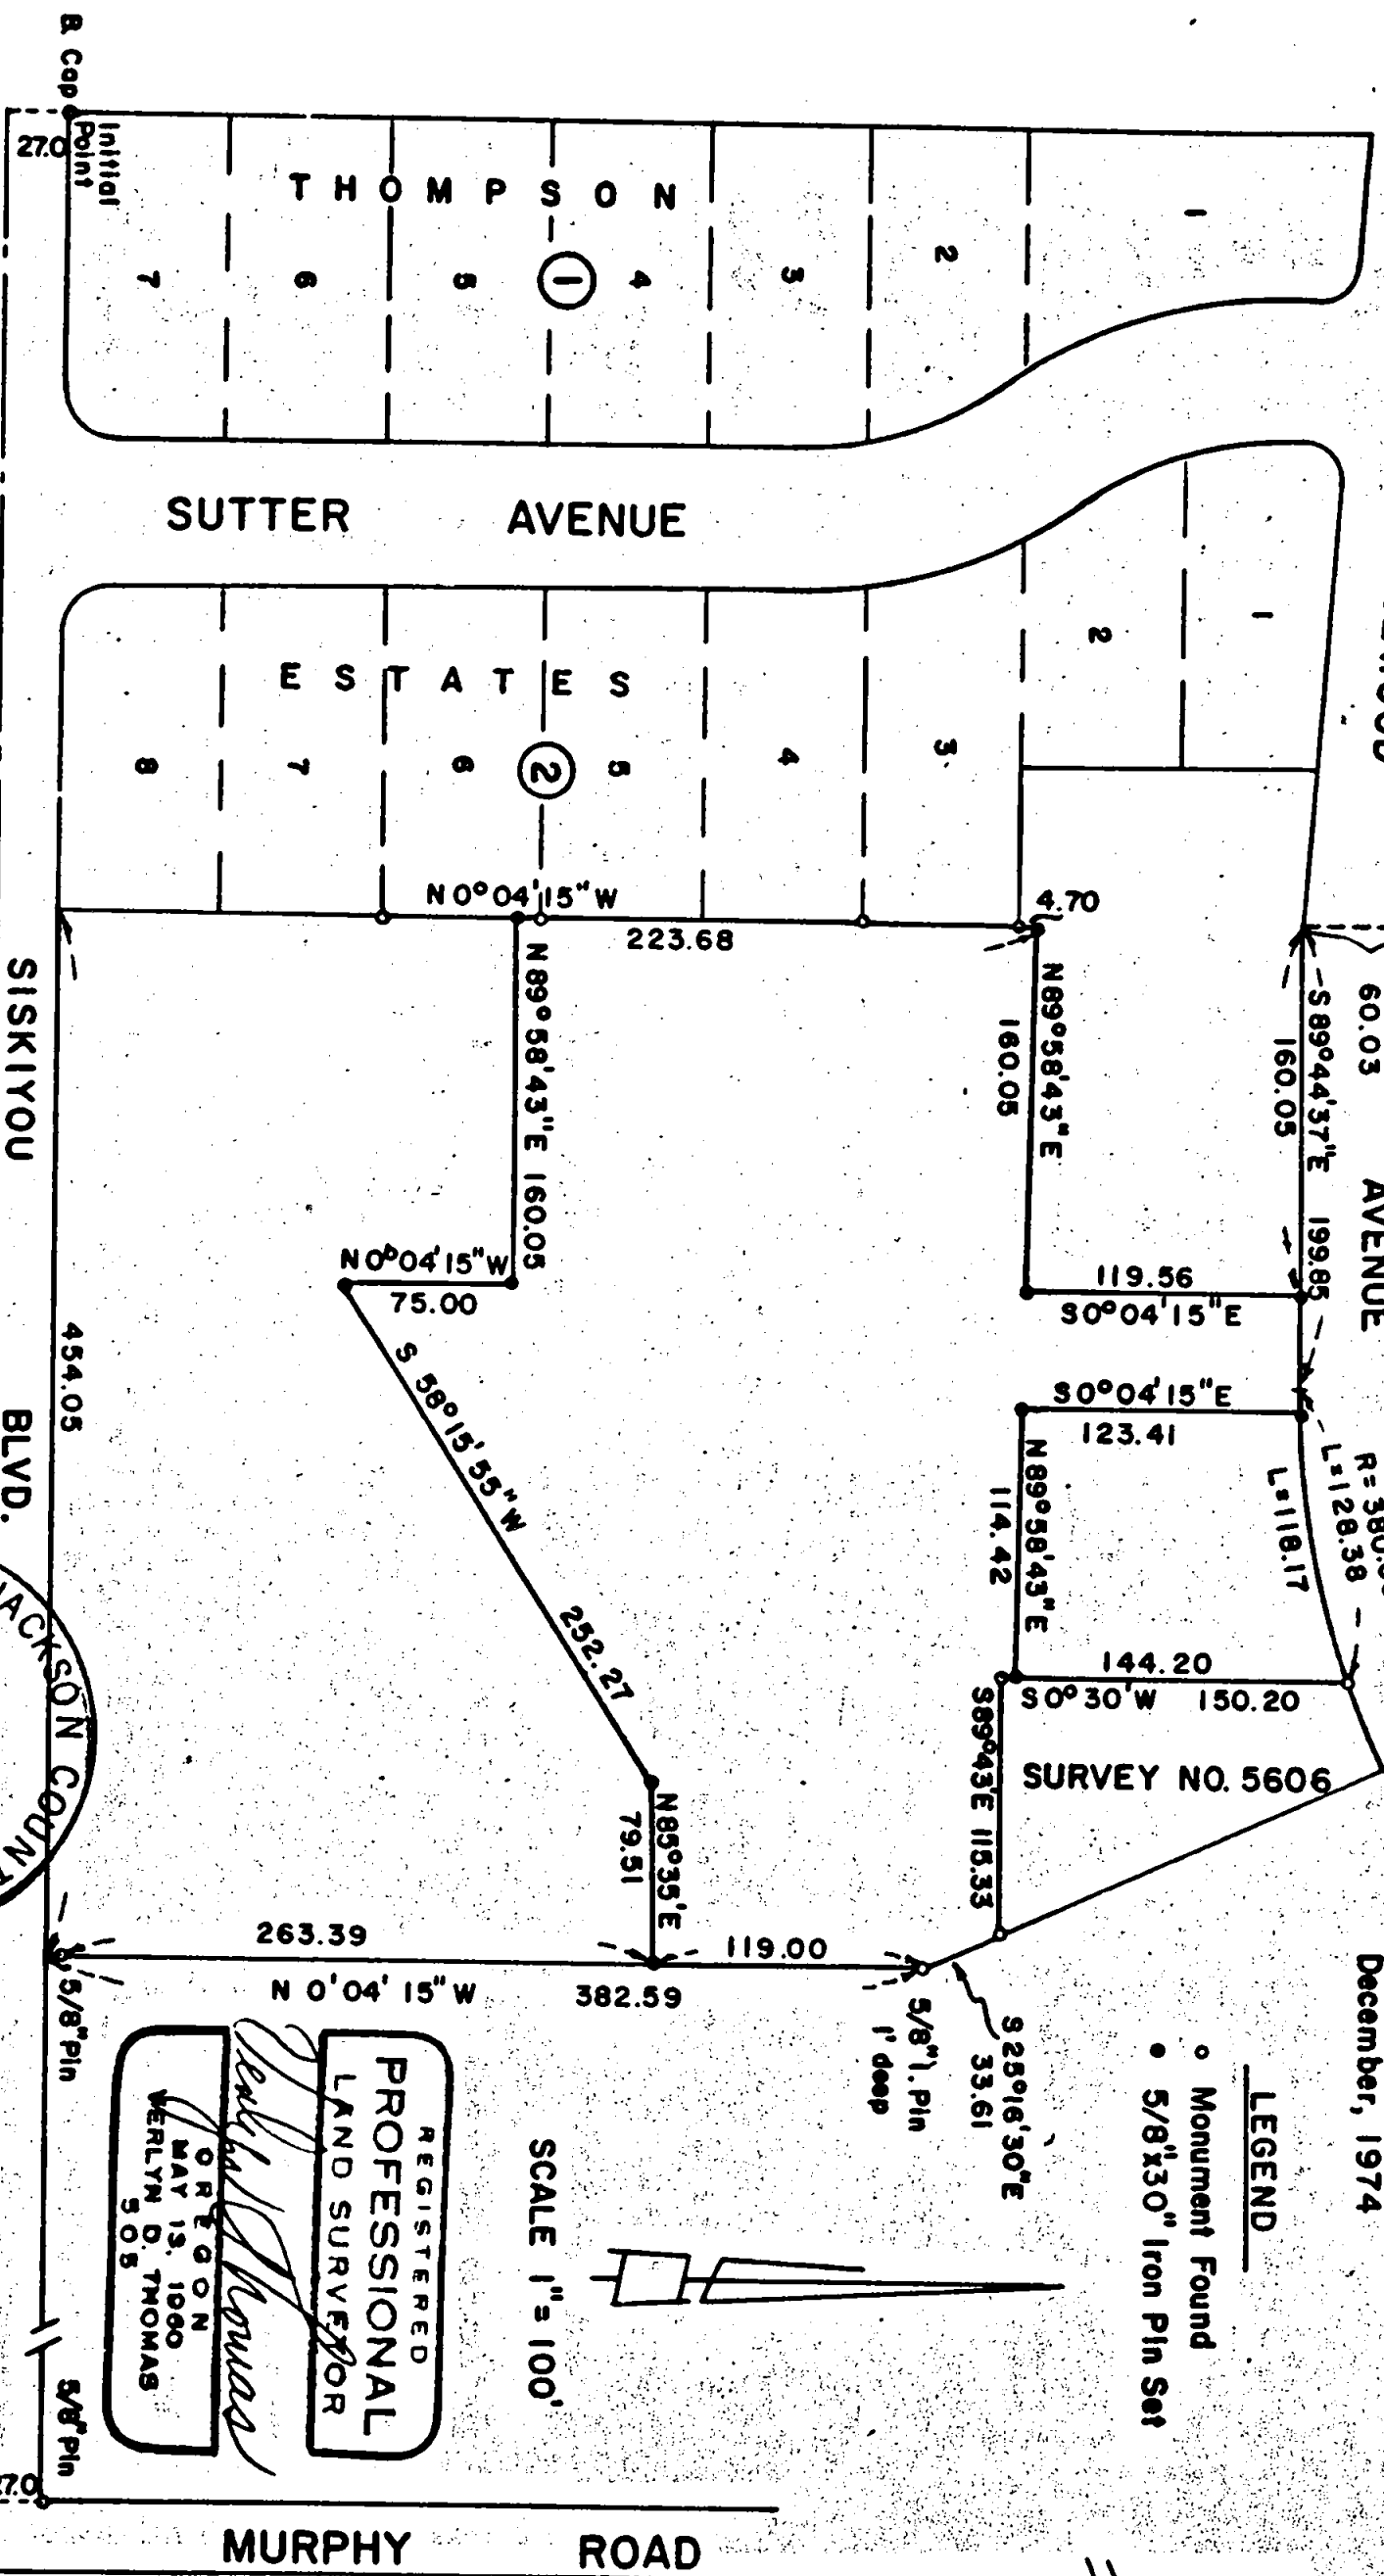 B. Cap
Initial
Point
27.0
THOMPSON
1
2
3
4
5
6
7
1
SUTTER AVENUE
ESTATES
1
2
3
4
5
6
7
8
2
AVENUE
60.03
S 89°44'37"E 199.85
160.05
4.70
N 0°04'15"W
223.68
N 89°58'43"E
160.05
N 89°58'43"E 160.05
119.56
S 0°04'15"E
S 0°04'15"E
123.41
L=128.38
L=118.17
N 89°58'43"E
114.42
144.20
S 0°30'W 150.20
SURVEY NO. 5606
S 89°43'E 115.33
N 0°04'15"W
75.00
S 58°15'55"W 252.27
N 85°35'E
79.51
263.39
119.00
N 0'04'15"W 382.59
S 25°16'30"E
33.61
5/8" I. Pin
1' deep
454.05
SISKIYOU BLVD.
JACKSON COUNT
5/8" Pin
5/8" Pin
27.0
MURPHY ROAD
December, 1974
LEGEND
○ Monument Found
● 5/8"x30" Iron Pin Set
SCALE 1"= 100'
REGISTERED
PROFESSIONAL
LAND SURVEYOR
OREGON
MAY 13, 1960
VERLYN D. THOMAS
505